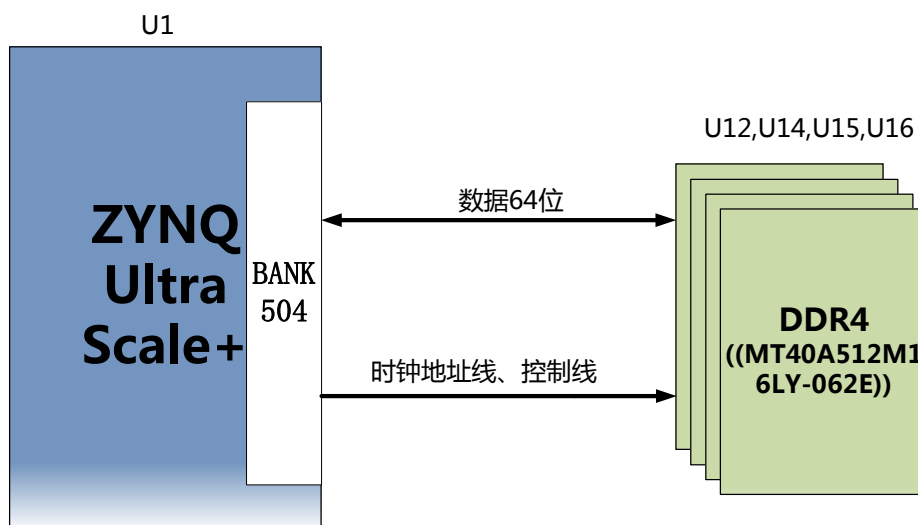 U1
U12,U14,U15,U16
数据64位
ZYNQ
Ultra
Scale+
BANK
504
时钟地址线、控制线
DDR4
((MT40A512M1
6LY-062E))